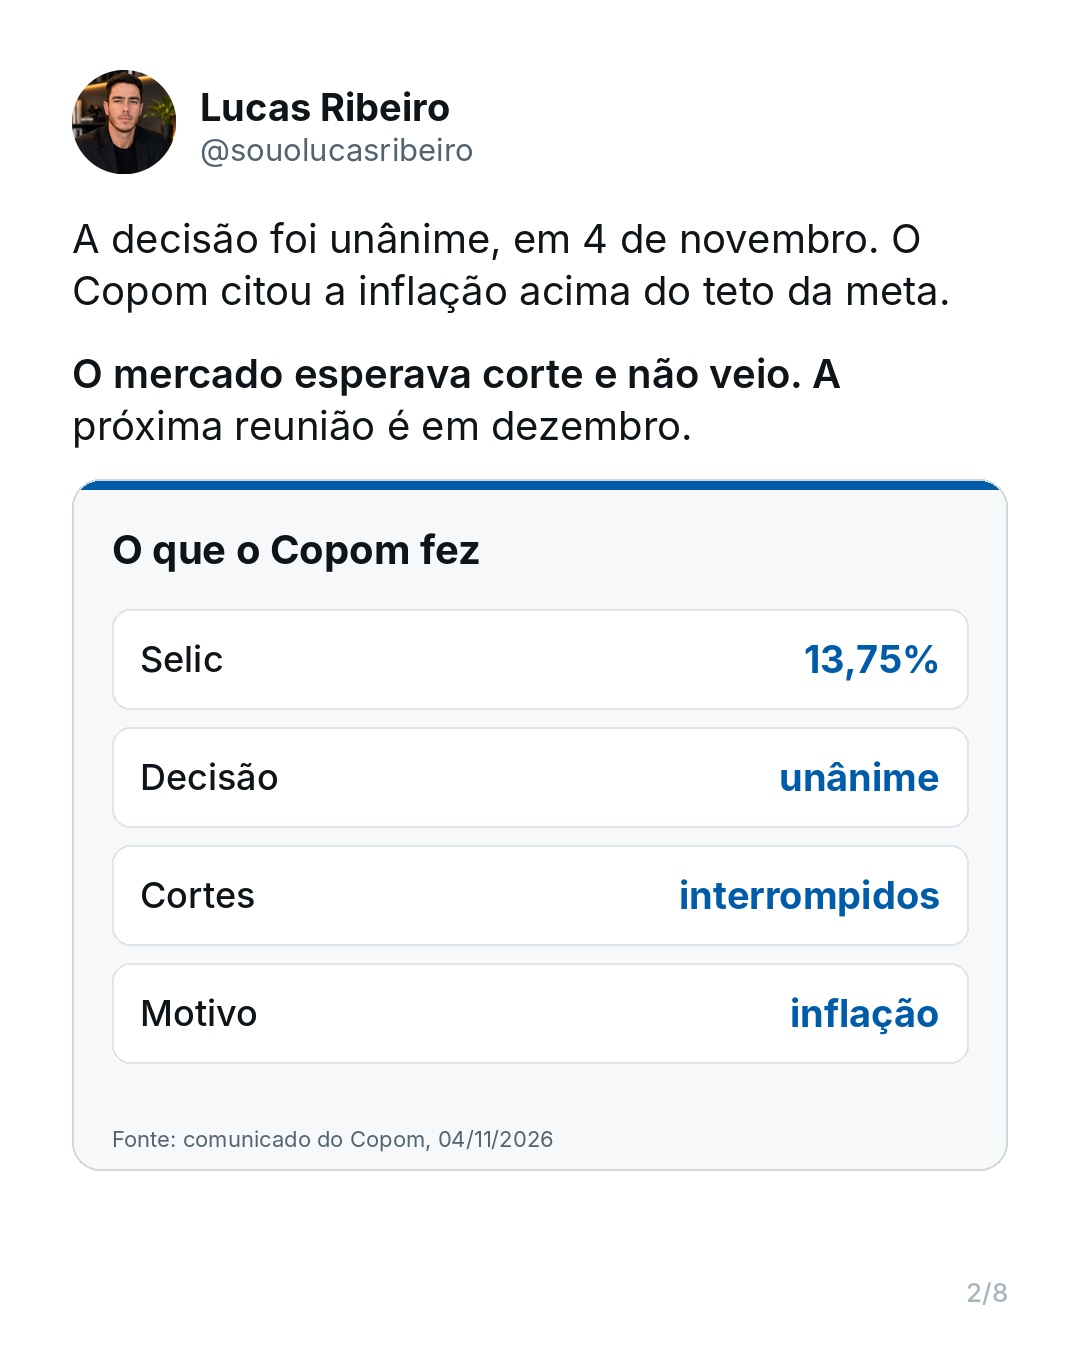 Lucas Ribeiro
@souolucasribeiro
A decisão foi unânime, em 4 de novembro. O
Copom citou a inflação acima do teto da meta.
O mercado esperava corte e não veio. A
próxima reunião é em dezembro.
O que o Copom fez
Selic 13,75%
Decisão unânime
Cortes interrompidos
Motivo inflação
Fonte: comunicado do Copom, 04/11/2026
2/8